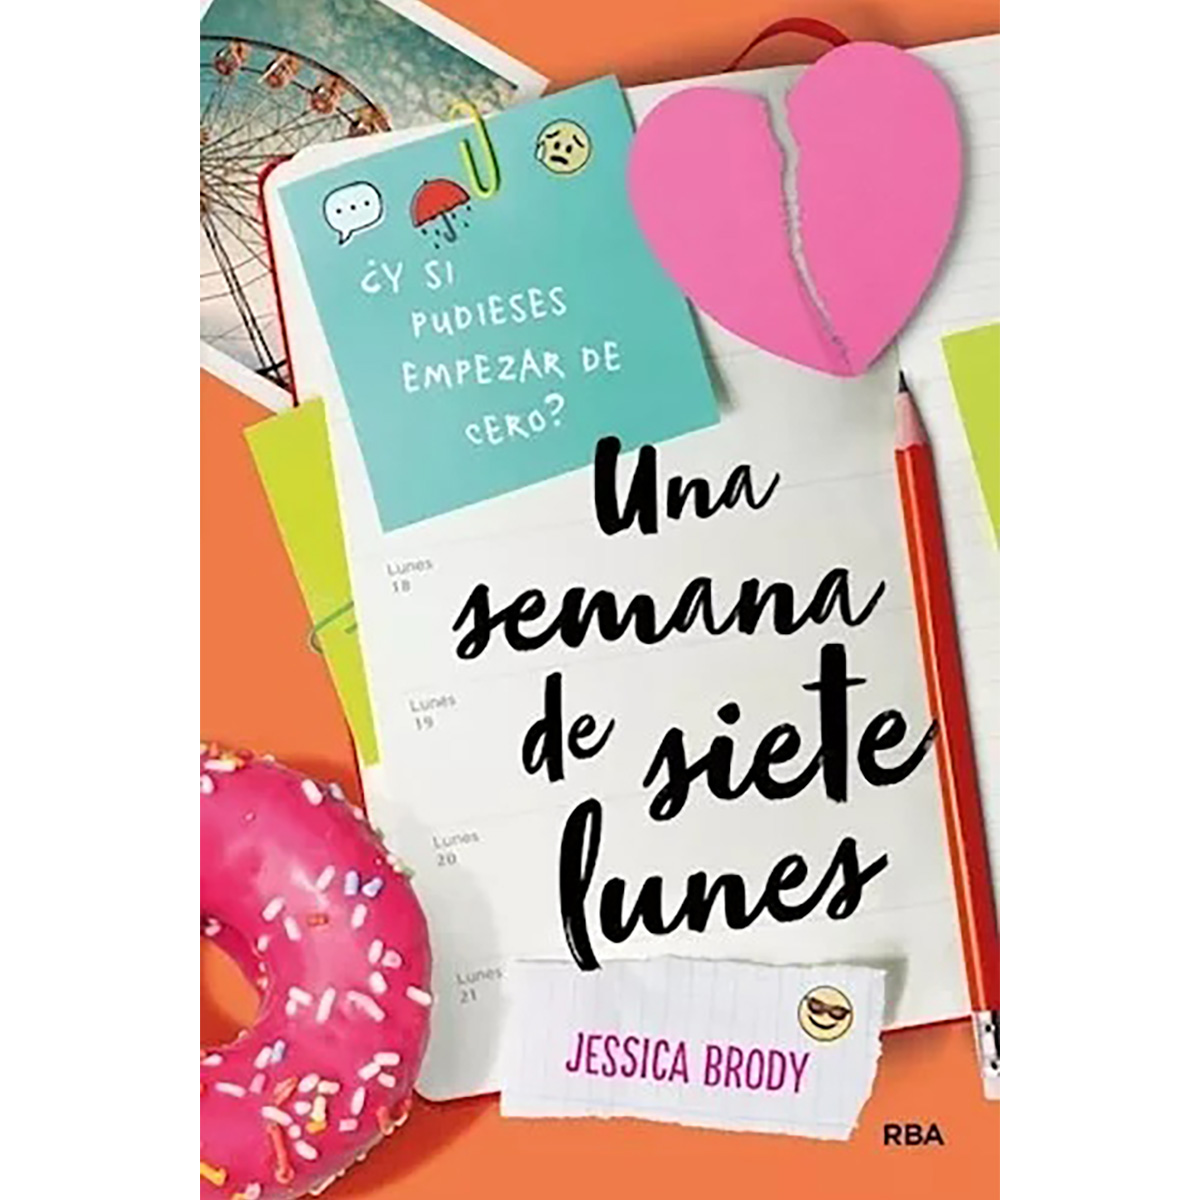 ¿Y SI
PUDIESES
EMPEZAR DE
CERO?
Una
semana
de siete
lunes
Lunes
18
Lunes
19
Lunes
20
Lunes
21
JESSICA BRODY
RBA